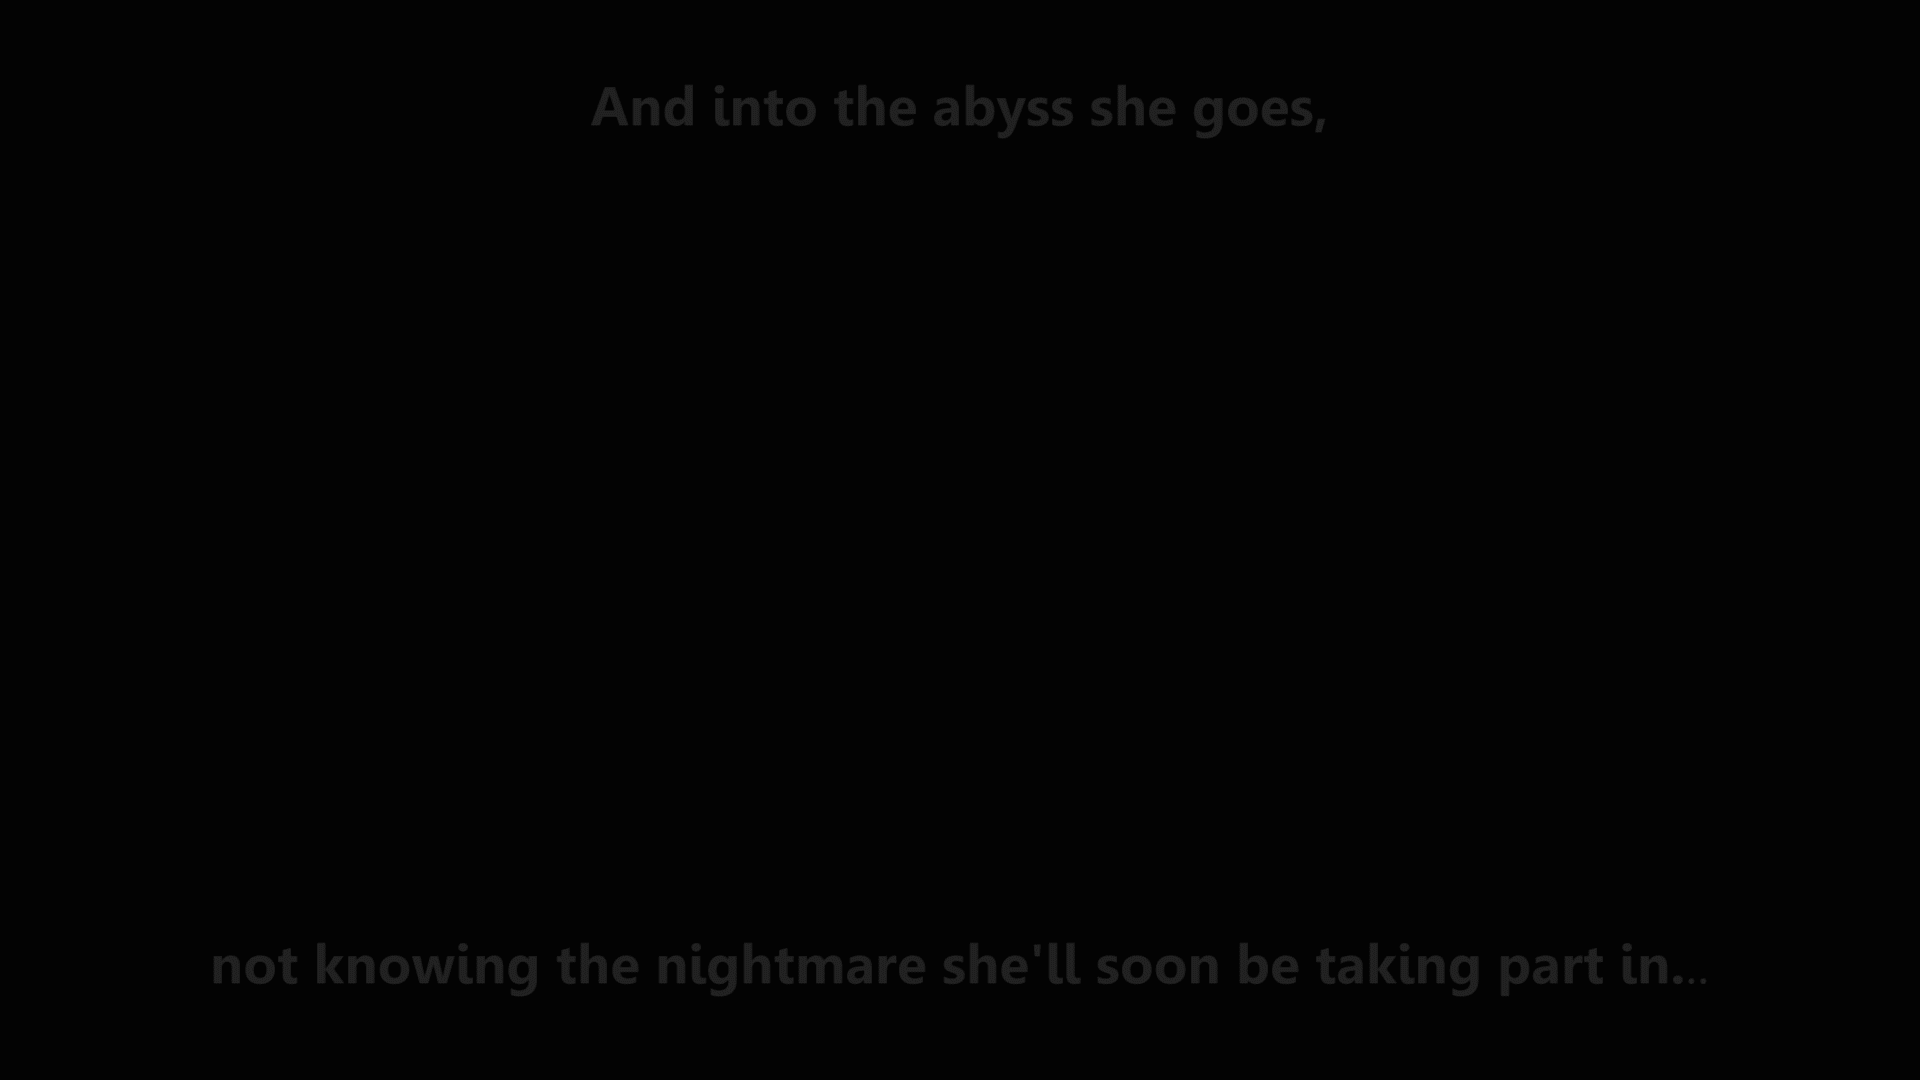 And into the abyss she goes,
not knowing the nightmare she'll soon be taking part in...